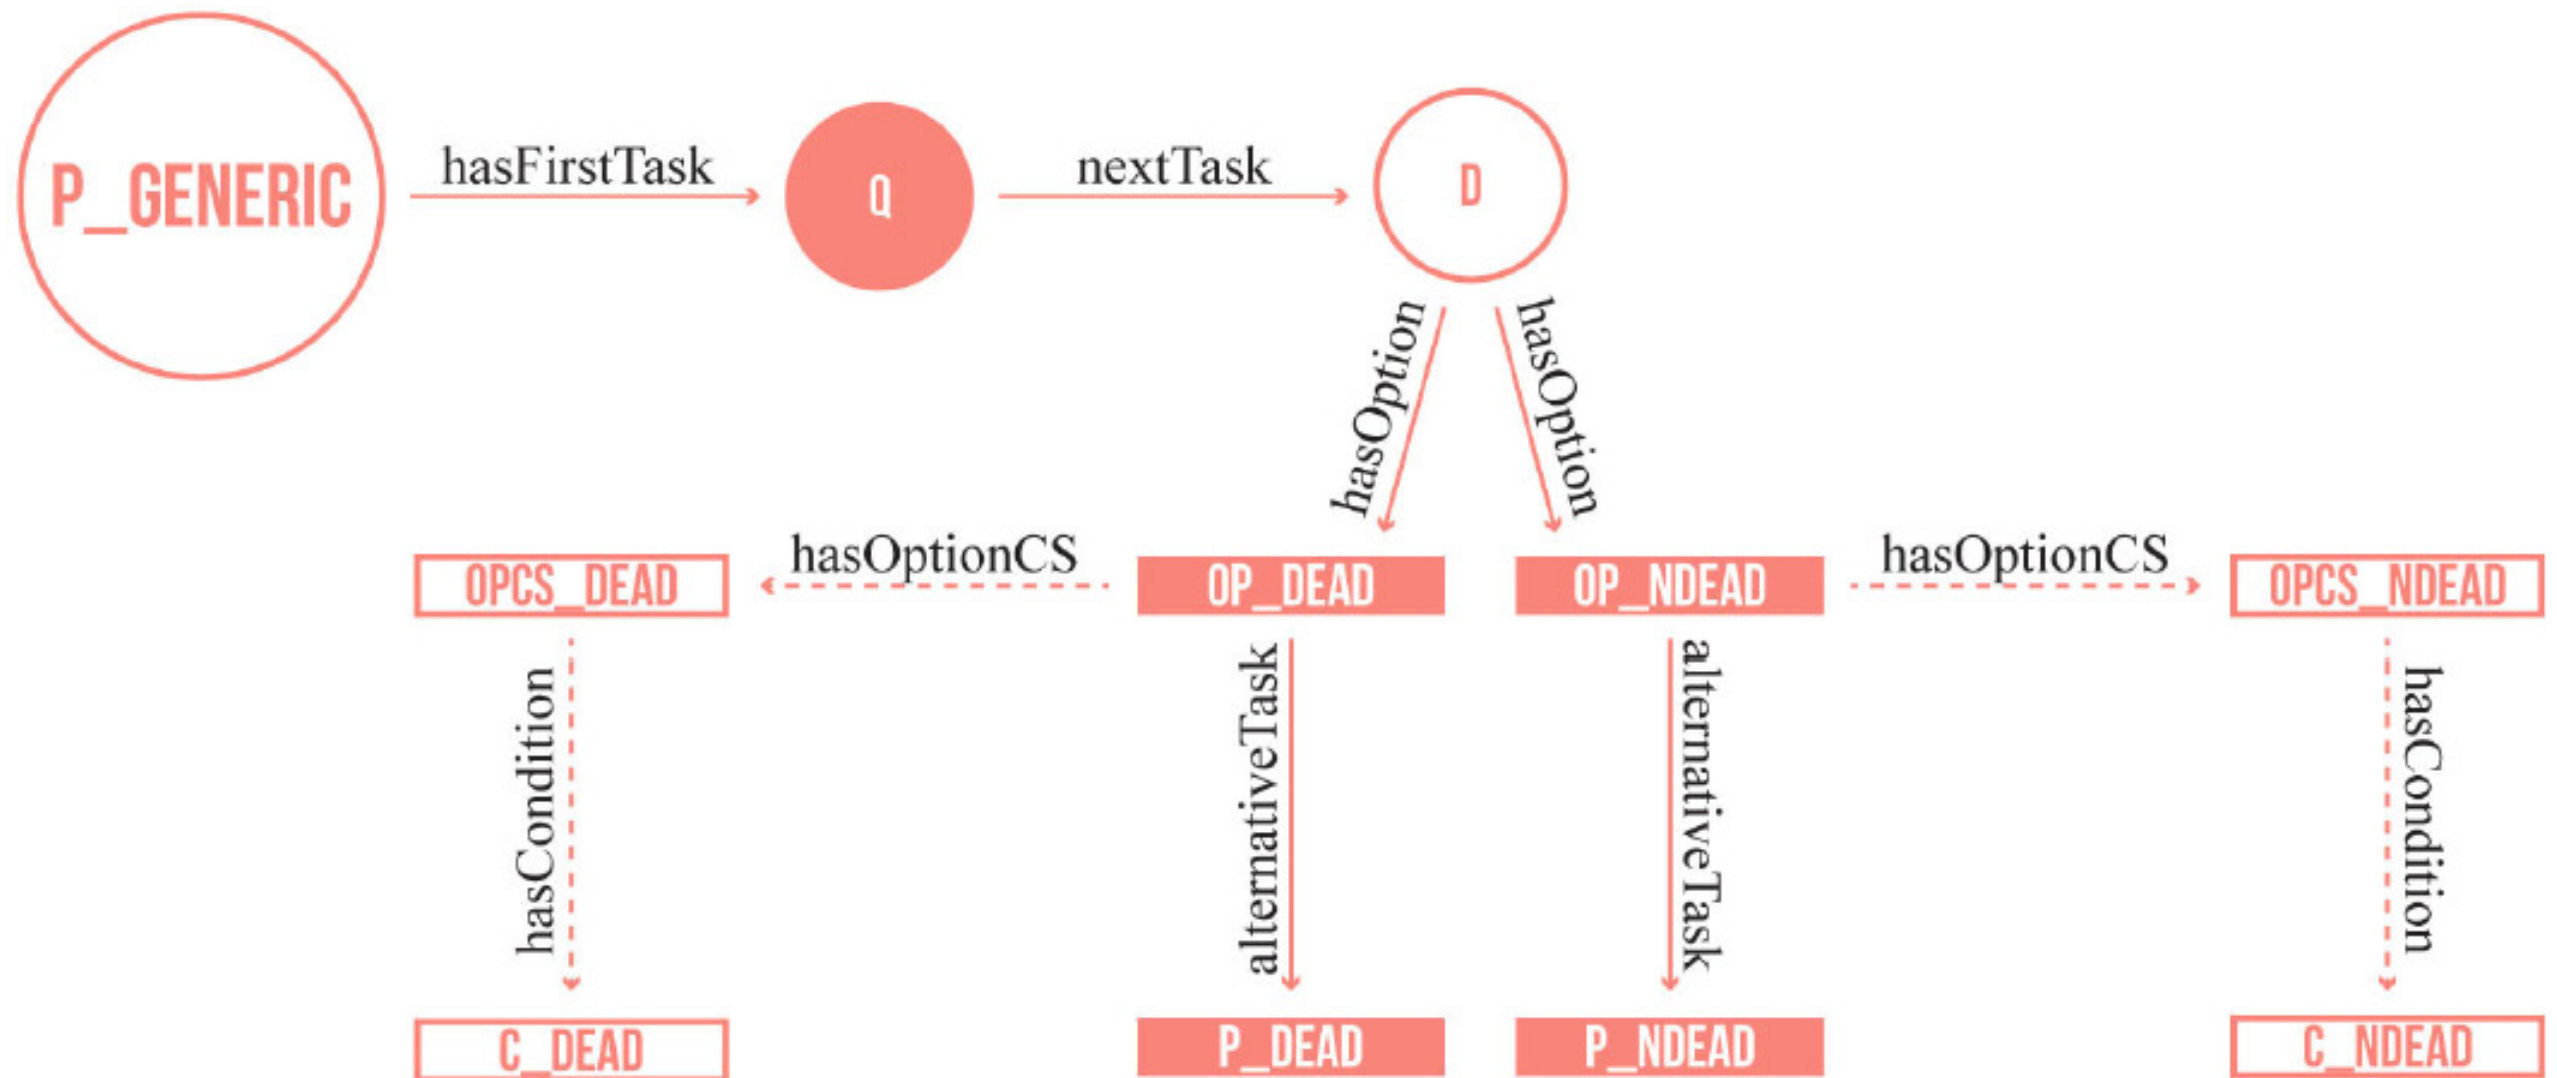 P_GENERIC
hasFirstTask
Q
nextTask
D
hasOption
hasOption
OPCS_DEAD
hasOptionCS
OP_DEAD
OP_NDEAD
hasOptionCS
OPCS_NDEAD
hasCondition
alternativeTask
alternativeTask
hasCondition
C_DEAD
P_DEAD
P_NDEAD
C_NDEAD